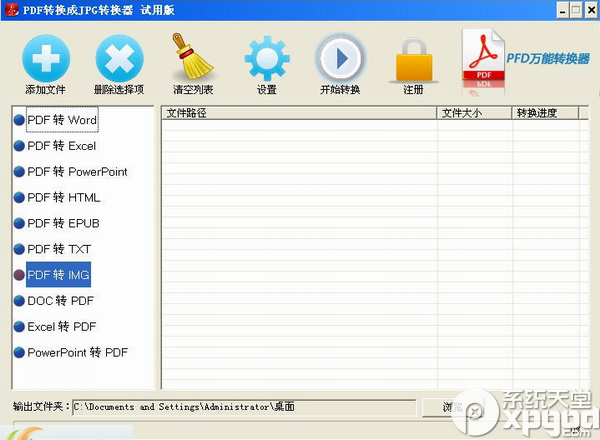 PDF转换成JPG转换器 试用版
添加文件 删除选择项 清空列表 设置 开始转换 注册
PDF
PFD万能转换器
文件路径 文件大小 转换进度
PDF 转 Word
PDF 转 Excel
PDF 转 PowerPoint
PDF 转 HTML
PDF 转 EPUB
PDF 转 TXT
PDF 转 IMG
DOC 转 PDF
Excel 转 PDF
PowerPoint 转 PDF
输出文件夹: C:\Documents and Settings\Administrator\桌面
浏览
系统天堂